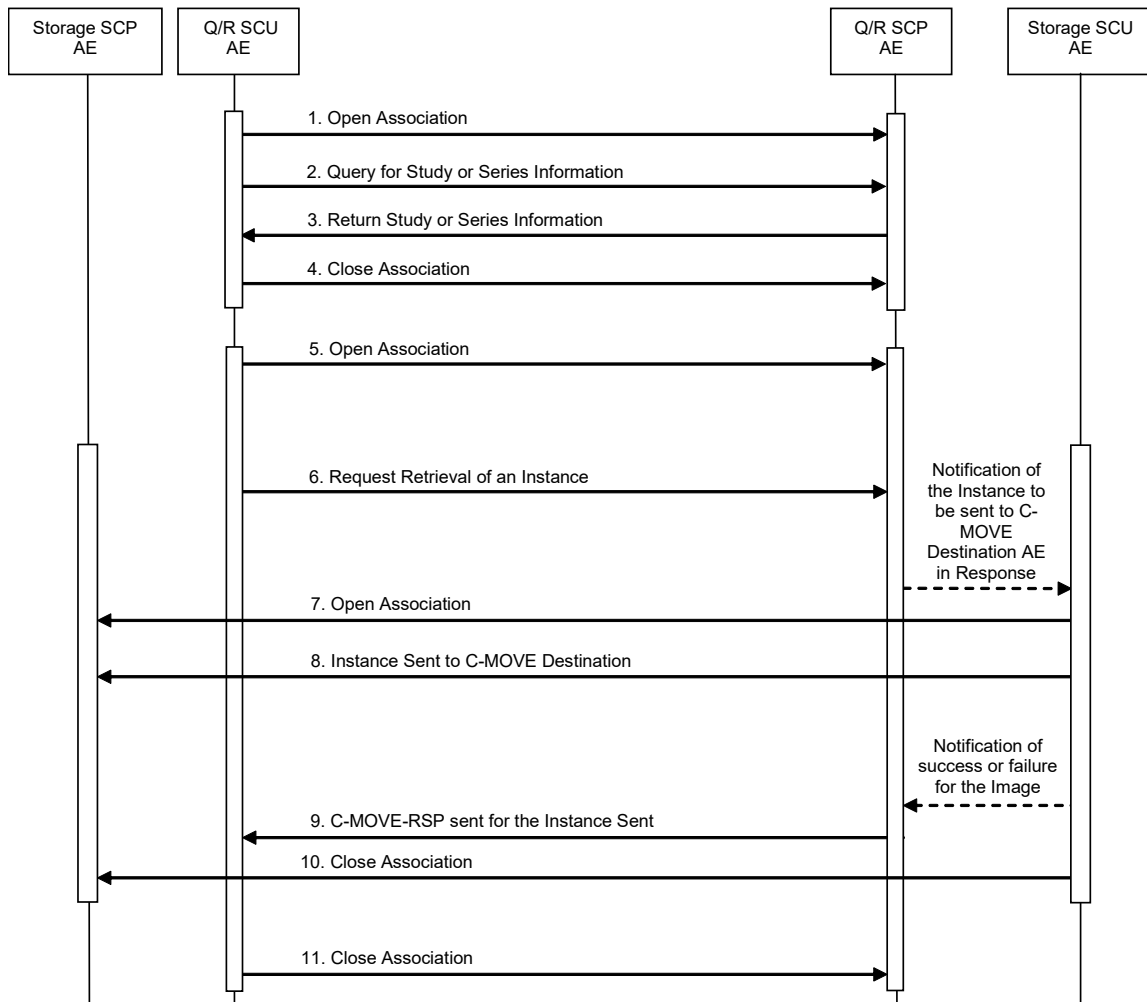 Storage SCP
AE
Q/R SCU
AE
Q/R SCP
AE
Storage SCU
AE
1. Open Association
2. Query for Study or Series Information
3. Return Study or Series Information
4. Close Association
5. Open Association
6. Request Retrieval of an Instance
Notification of
the Instance to
be sent to C-
MOVE
Destination AE
in Response
7. Open Association
8. Instance Sent to C-MOVE Destination
Notification of
success or failure
for the Image
9. C-MOVE-RSP sent for the Instance Sent
10. Close Association
11. Close Association